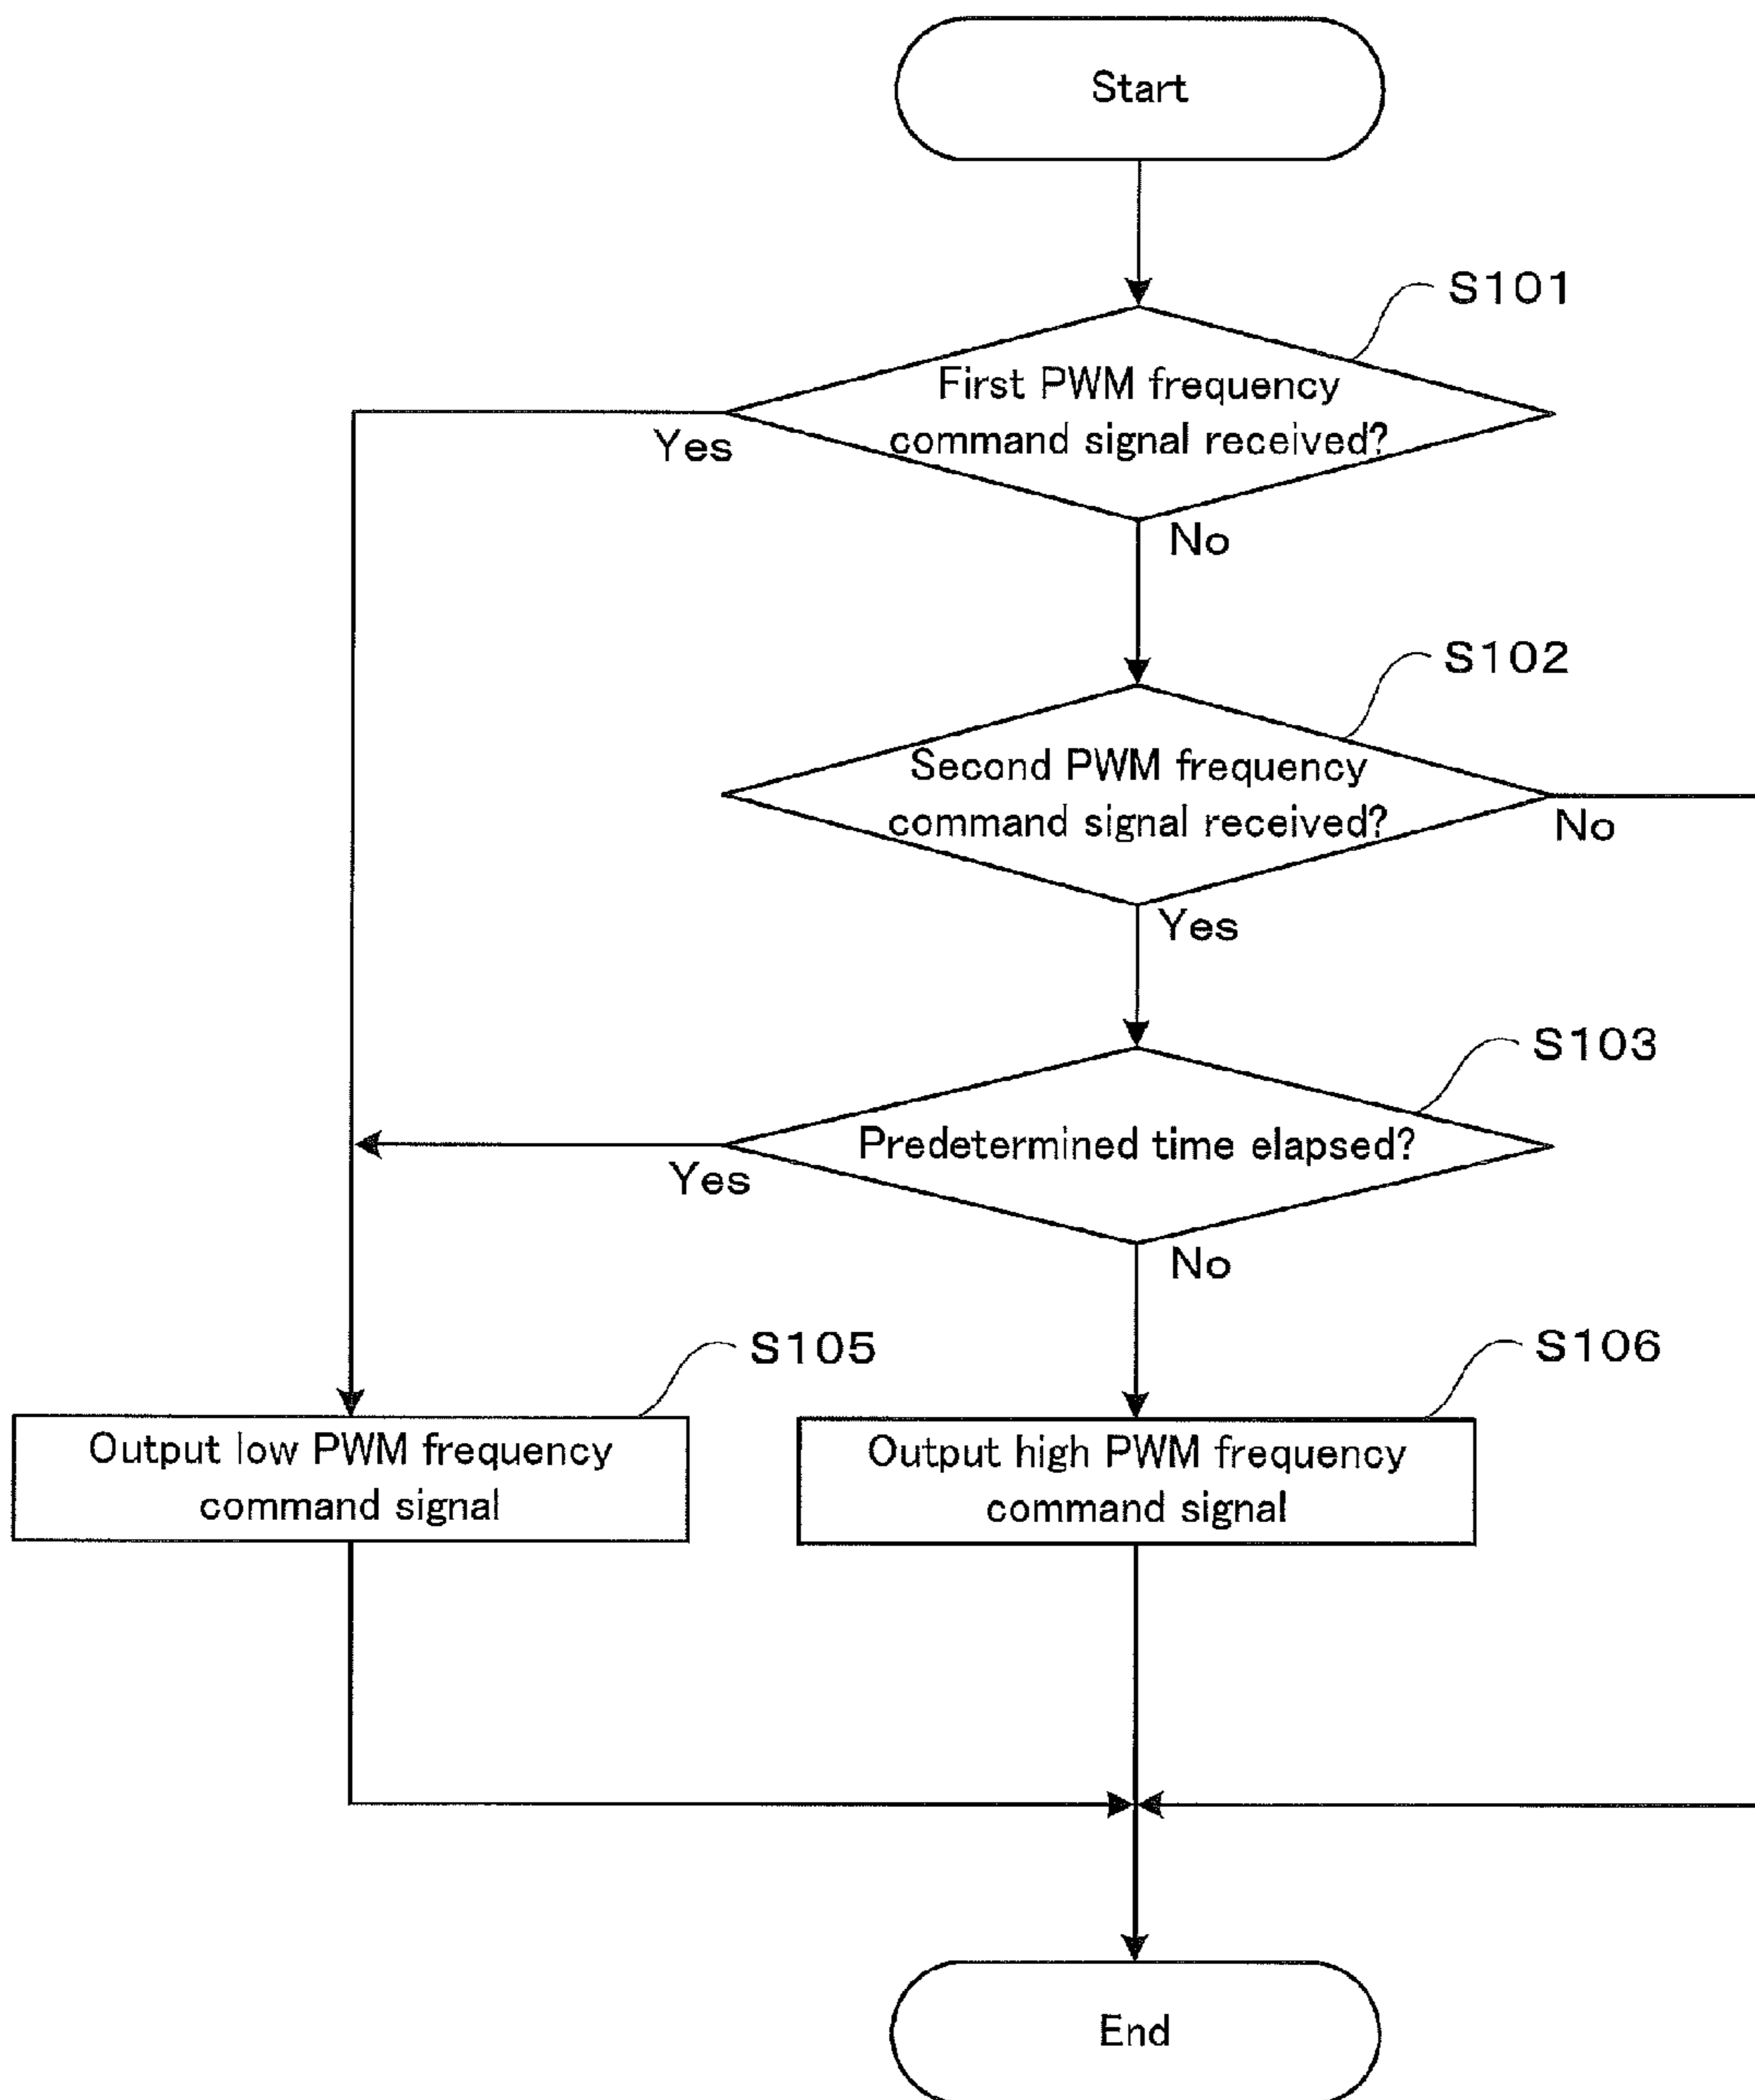 Start
S101
First PWM frequency
command signal received?
Yes
No
S102
Second PWM frequency
command signal received?
No
Yes
S103
Predetermined time elapsed?
Yes
No
S105
S106
Output low PWM frequency
command signal
Output high PWM frequency
command signal
End